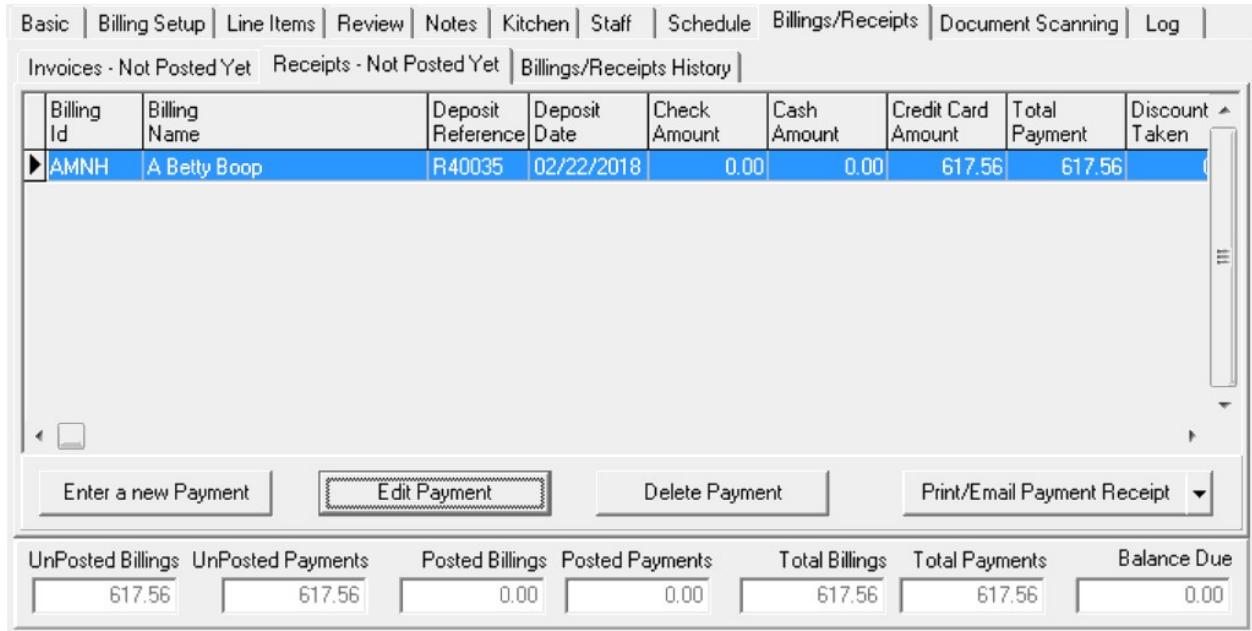 Basic Billing Setup Line Items Review Notes Kitchen Staff Schedule Billings/Receipts Document Scanning Log
Invoices - Not Posted Yet Receipts - Not Posted Yet Billings/Receipts History
Billing Id Billing Name Deposit Reference Deposit Date Check Amount Cash Amount Credit Card Amount Total Payment Discount Taken
AMNH A Betty Boop R40035 02/22/2018 0.00 0.00 617.56 617.56
Enter a new Payment Edit Payment Delete Payment Print/Email Payment Receipt
UnPosted Billings UnPosted Payments Posted Billings Posted Payments Total Billings Total Payments Balance Due
617.56 617.56 0.00 0.00 617.56 617.56 0.00